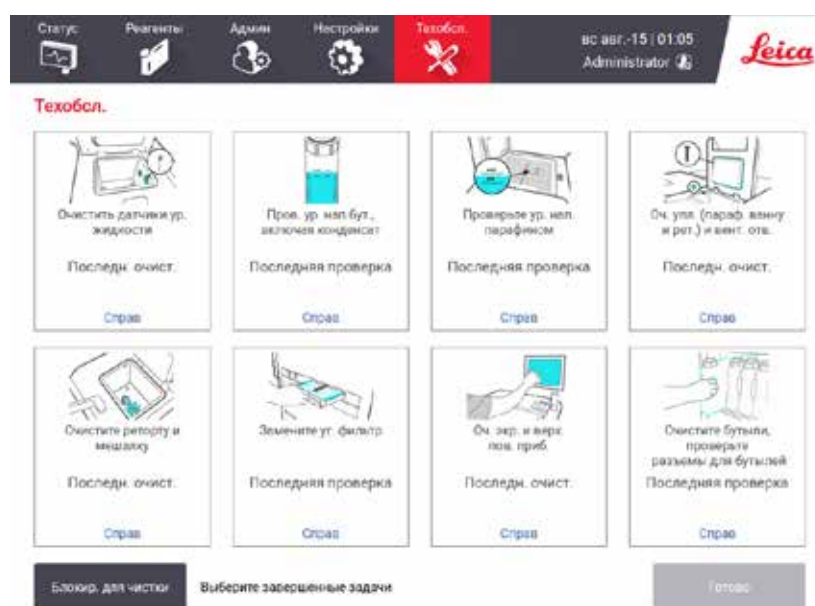 Статус Реагенты Админ Настройки Техобсл.
вс авг.-15 | 01:05
Administrator
Leica
Техобсл.
Очистить датчики ур.
жидкости
Последн. очист.
Справ
Пров. ур. нал.бут.,
включая конденсат
Последняя проверка
Справ
Проверьте ур. нап.
парафином
Последняя проверка
Справ
Оч. упл. (параф. ванну
и рет.) и вент. отв.
Последн. очист.
Справ
Очистите реторту и
мешалку
Последн. очист.
Справ
Замените уг. фильтр.
Последняя проверка
Справ
Оч. экр. и верх.
пов. приб.
Последн. очист.
Справ
Очистите бутыли,
проверьте
разъемы для бутылей
Последняя проверка
Справ
Блокир. для чистки
Выберите завершенные задачи
Готово